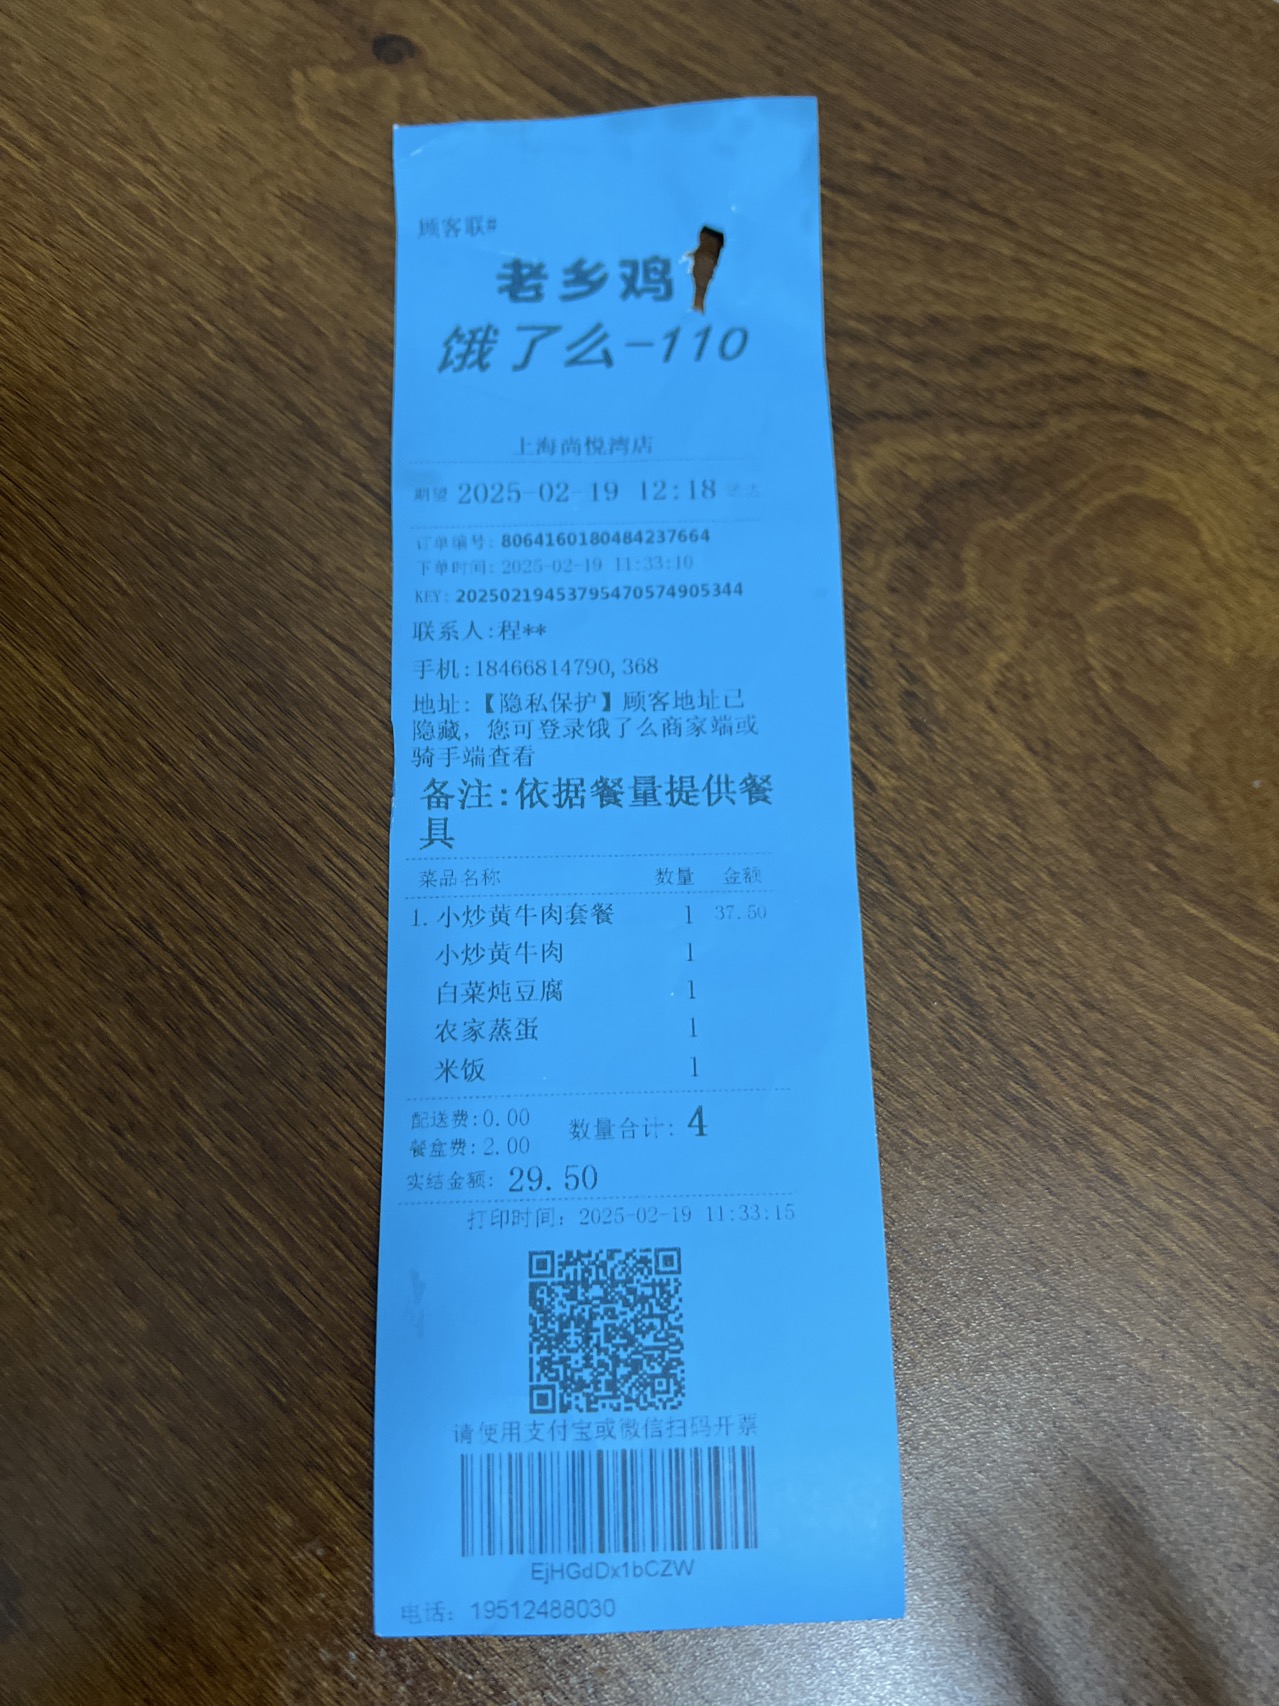 顾客联#
老乡鸡
饿了么-110
上海尚悦湾店
期望 2025-02-19 12:18 送达
订单编号: 8064160180484237664
下单时间: 2025-02-19 11:33:10
KEY: 20250219453795470574905344
联系人:程**
手机:18466814790,368
地址:【隐私保护】顾客地址已
隐藏, 您可登录饿了么商家端或
骑手端查看
备注:依据餐量提供餐
具
菜品名称 数量 金额
1.小炒黄牛肉套餐 1 37.50
小炒黄牛肉 1
白菜炖豆腐 1
农家蒸蛋 1
米饭 1
配送费:0.00 数量合计: 4
餐盒费:2.00
实结金额: 29.50
打印时间: 2025-02-19 11:33:15
请使用支付宝或微信扫码开票
EjHGdDx1bCZW
电话: 19512488030